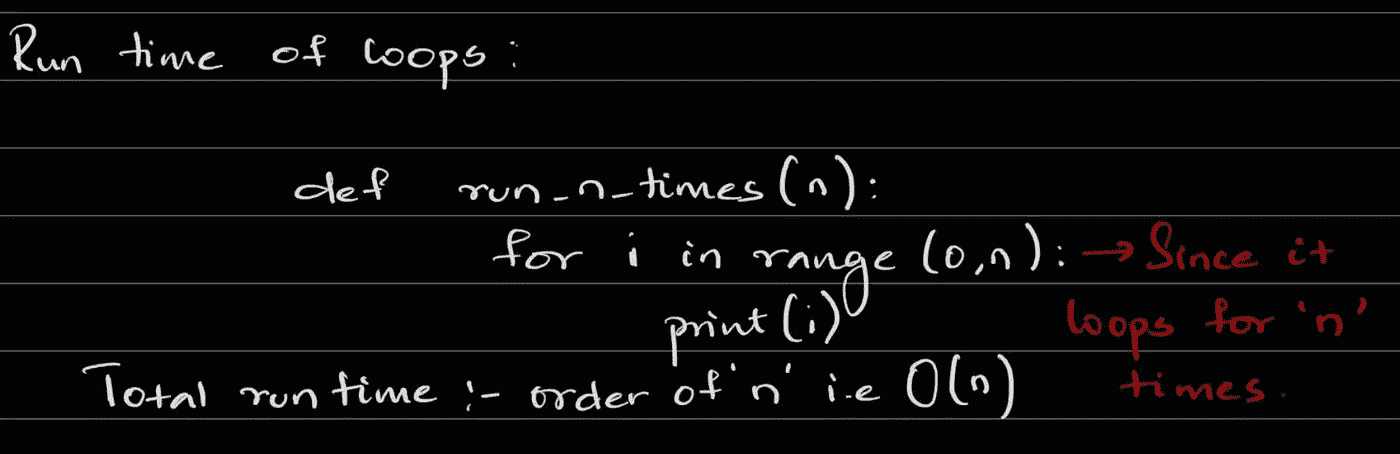 Run time of loops :
def run_n_times(n):
for i in range (0,n): → Since it
print(i) loops for 'n'
Total run time :- order of 'n' i.e O(n) times.